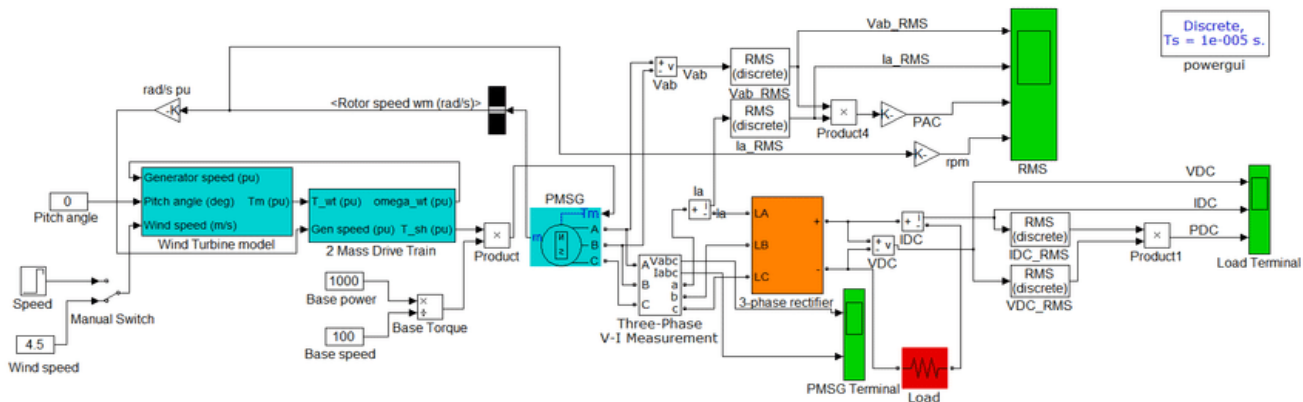 Discrete,
Ts = 1e-005 s.
powergui
Vab_RMS
Ia_RMS
RMS
(discrete)
Vab_RMS
RMS
(discrete)
Ia_RMS
+
-
v
Vab
Vab
×
Product4
K-
PAC
K-
rpm
RMS
rad/s pu
-K
<Rotor speed wm (rad/s)>
0
Pitch angle
Generator speed (pu)
Pitch angle (deg)
Tm (pu)
Wind speed (m/s)
Wind Turbine model
T_wt (pu)
omega_wt (pu)
Gen speed (pu)
T_sh (pu)
2 Mass Drive Train
×
Product
PMSG
Tm
m
N
S
A
B
C
Speed
Manual Switch
4.5
Wind speed
1000
Base power
100
Base speed
×
÷
Base Torque
A
B
C
Vabc
Iabc
a
b
c
Three-Phase
V-I Measurement
Ia
+
i
-
Ia
LA
LB
LC
+
-
3-phase rectifier
+
i
-
IDC
+
-
v
VDC
RMS
(discrete)
IDC_RMS
RMS
(discrete)
VDC_RMS
×
Product1
VDC
IDC
PDC
Load Terminal
PMSG Terminal
Load